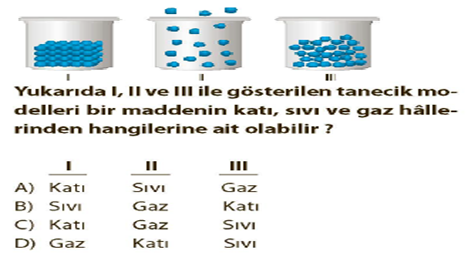 I II III
Yukarıda I, II ve III ile gösterilen tanecik mo-
delleri bir maddenin katı, sıvı ve gaz hâlle-
rinden hangilerine ait olabilir ?
I II III
A) Katı Sıvı Gaz
B) Sıvı Gaz Katı
C) Katı Gaz Sıvı
D) Gaz Katı Sıvı